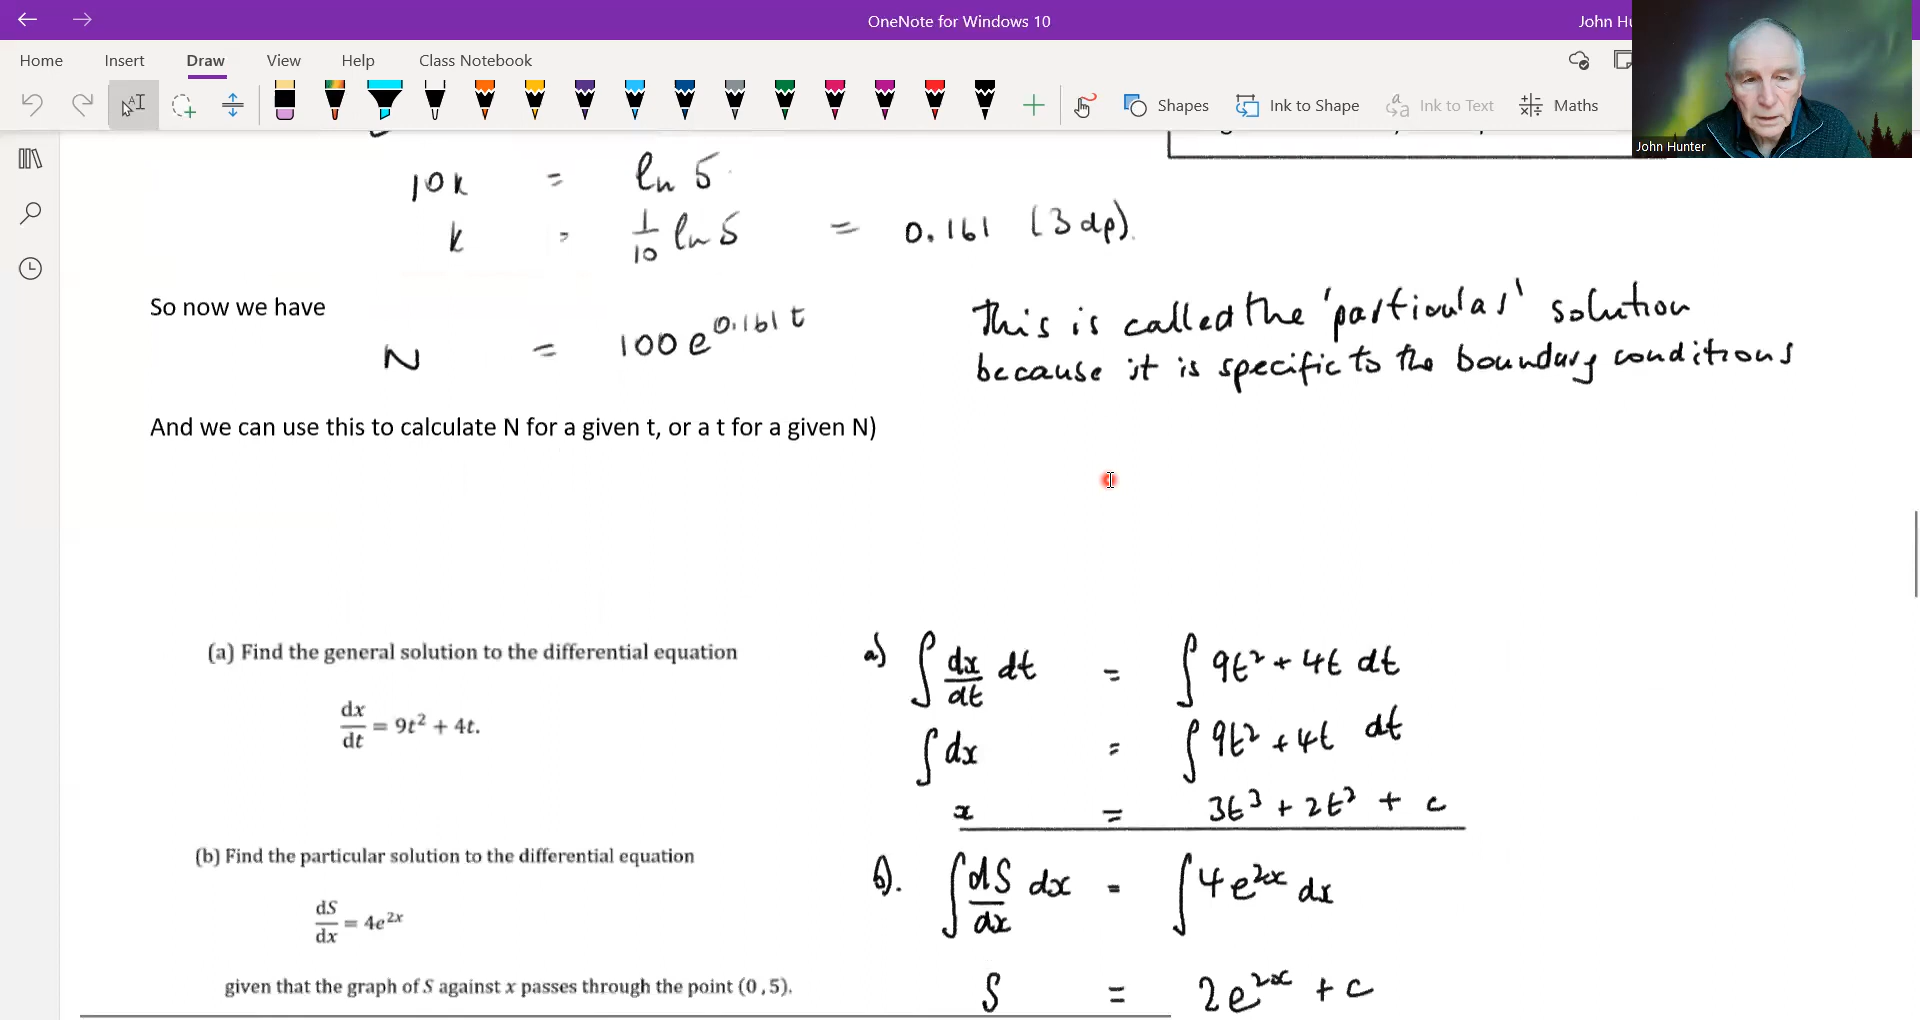 OneNote for Windows 10
John Hu
Home Insert Draw View Help Class Notebook
Shapes Ink to Shape Ink to Text Maths
John Hunter
10k = ln 5
k = 1/10 ln 5 = 0.161 (3dp).
So now we have
N = 100 e^0.161t
This is called the 'particular' solution
because it is specific to the boundary conditions
And we can use this to calculate N for a given t, or a t for a given N)
(a) Find the general solution to the differential equation
dx/dt = 9t² + 4t.
a) ∫ dx/dt dt = ∫ 9t² + 4t dt
∫ dx = ∫ 9t² + 4t dt
x = 3t³ + 2t² + c
(b) Find the particular solution to the differential equation
dS/dx = 4e^2x
given that the graph of S against x passes through the point (0, 5).
b). ∫ dS/dx dx = ∫ 4e^2x dx
S = 2e^2x + c